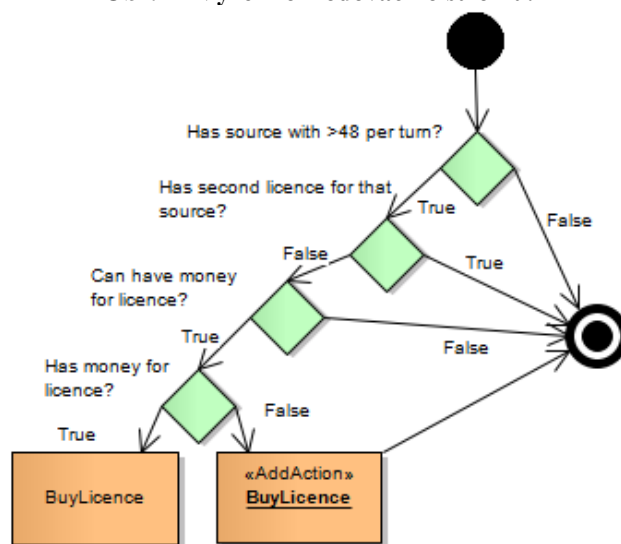 Has source with >48 per turn?
Has second licence for that
source?
True
False
False
True
Can have money
for licence?
True
False
Has money for
licence?
False
True
BuyLicence
«AddAction»
BuyLicence